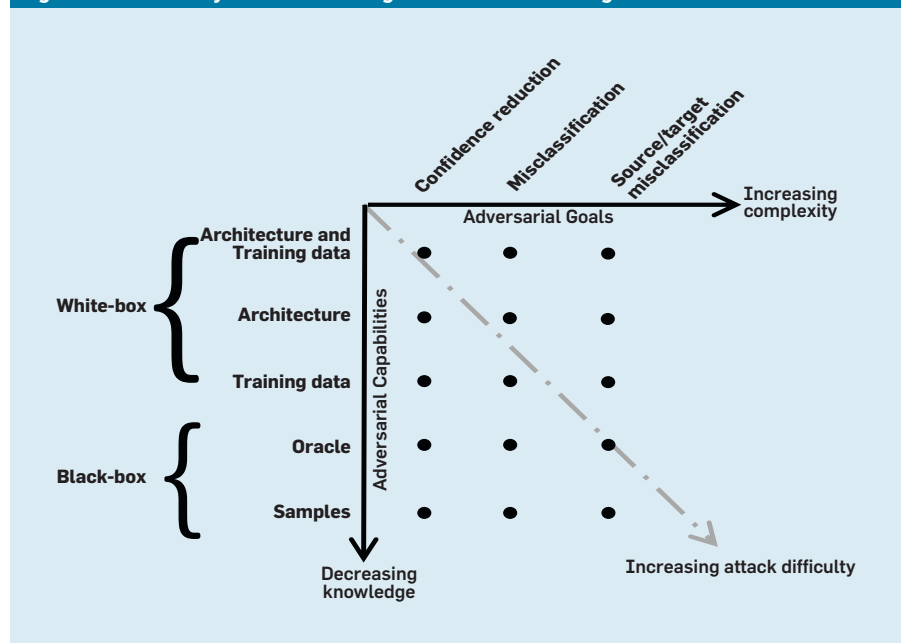 Confidence reduction
Misclassification
Source/target
misclassification
Increasing
complexity
Adversarial Goals
Architecture and
Training data
White-box
Architecture
Adversarial Capabilities
Training data
Oracle
Black-box
Samples
Decreasing
knowledge
Increasing attack difficulty